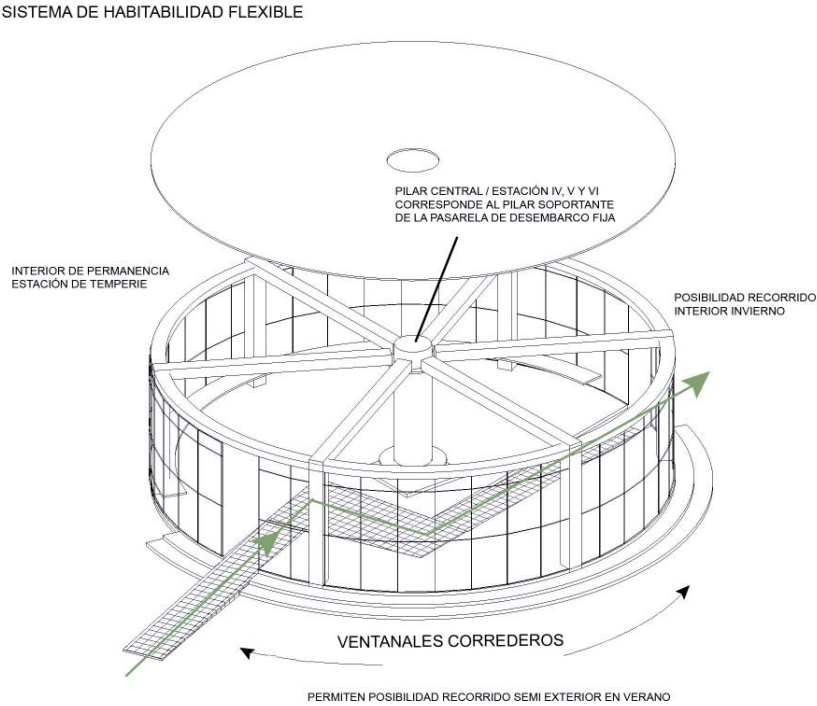 SISTEMA DE HABITABILIDAD FLEXIBLE
PILAR CENTRAL / ESTACIÓN IV, V Y VI
CORRESPONDE AL PILAR SOPORTANTE
DE LA PASARELA DE DESEMBARCO FIJA
INTERIOR DE PERMANENCIA
ESTACIÓN DE TEMPERIE
POSIBILIDAD RECORRIDO
INTERIOR INVIERNO
VENTANALES CORREDEROS
PERMITEN POSIBILIDAD RECORRIDO SEMI EXTERIOR EN VERANO